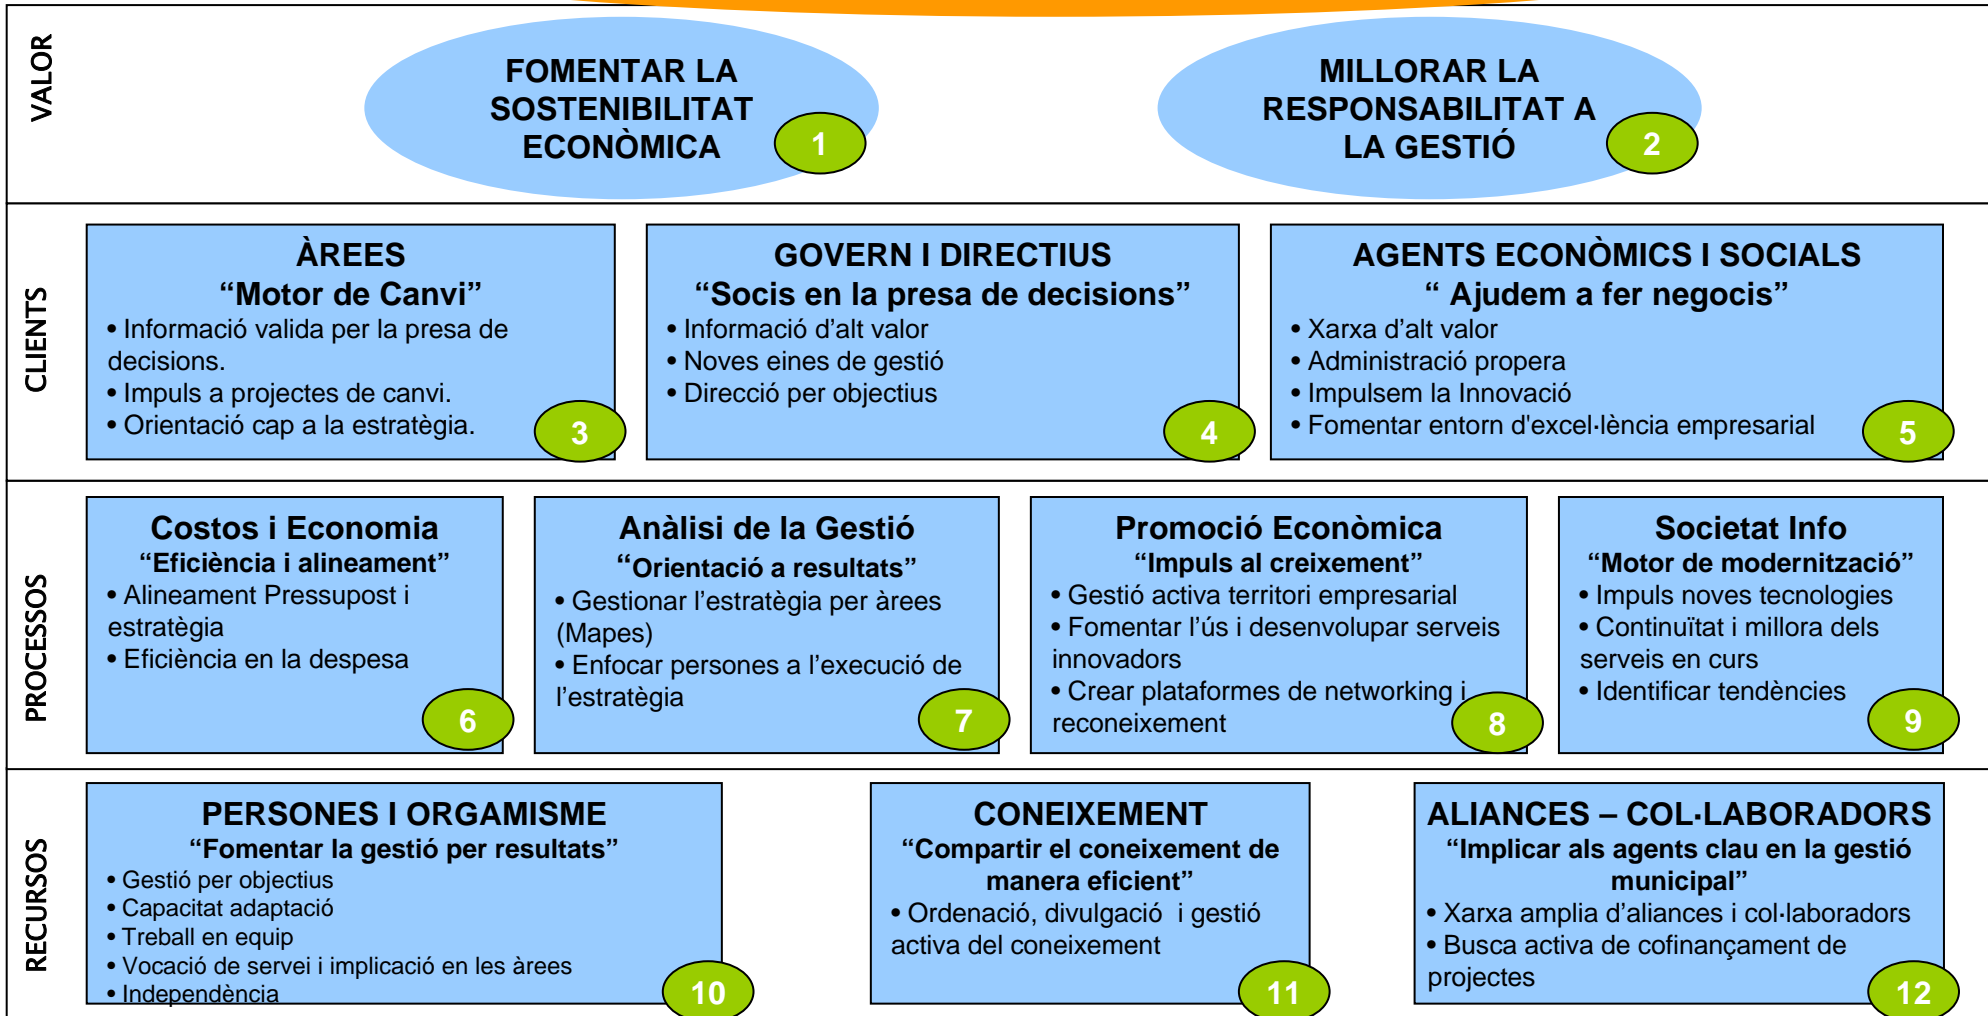 VALOR
FOMENTAR LA
SOSTENIBILITAT
ECONÒMICA
1
MILLORAR LA
RESPONSABILITAT A
LA GESTIÓ
2
CLIENTS
ÀREES
“Motor de Canvi”
• Informació valida per la presa de
decisions.
• Impuls a projectes de canvi.
• Orientació cap a la estratègia.
3
GOVERN I DIRECTIUS
“Socis en la presa de decisions”
• Informació d’alt valor
• Noves eines de gestió
• Direcció per objectius
4
AGENTS ECONÒMICS I SOCIALS
“ Ajudem a fer negocis”
• Xarxa d’alt valor
• Administració propera
• Impulsem la Innovació
• Fomentar entorn d'excel·lència empresarial
5
PROCESSOS
Costos i Economia
“Eficiència i alineament”
• Alineament Pressupost i
estratègia
• Eficiència en la despesa
6
Anàlisi de la Gestió
“Orientació a resultats”
• Gestionar l’estratègia per àrees
(Mapes)
• Enfocar persones a l’execució de
l’estratègia
7
Promoció Econòmica
“Impuls al creixement”
• Gestió activa territori empresarial
• Fomentar l’ús i desenvolupar serveis
innovadors
• Crear plataformes de networking i
reconeixement
8
Societat Info
“Motor de modernització”
• Impuls noves tecnologies
• Continuïtat i millora dels
serveis en curs
• Identificar tendències
9
RECURSOS
PERSONES I ORGAMISME
“Fomentar la gestió per resultats”
• Gestió per objectius
• Capacitat adaptació
• Treball en equip
• Vocació de servei i implicació en les àrees
• Independència
10
CONEIXEMENT
“Compartir el coneixement de
manera eficient”
• Ordenació, divulgació  i gestió
activa del coneixement
11
ALIANCES – COL·LABORADORS
“Implicar als agents clau en la gestió
municipal”
• Xarxa amplia d’aliances i col·laboradors
• Busca activa de cofinançament de
projectes
12